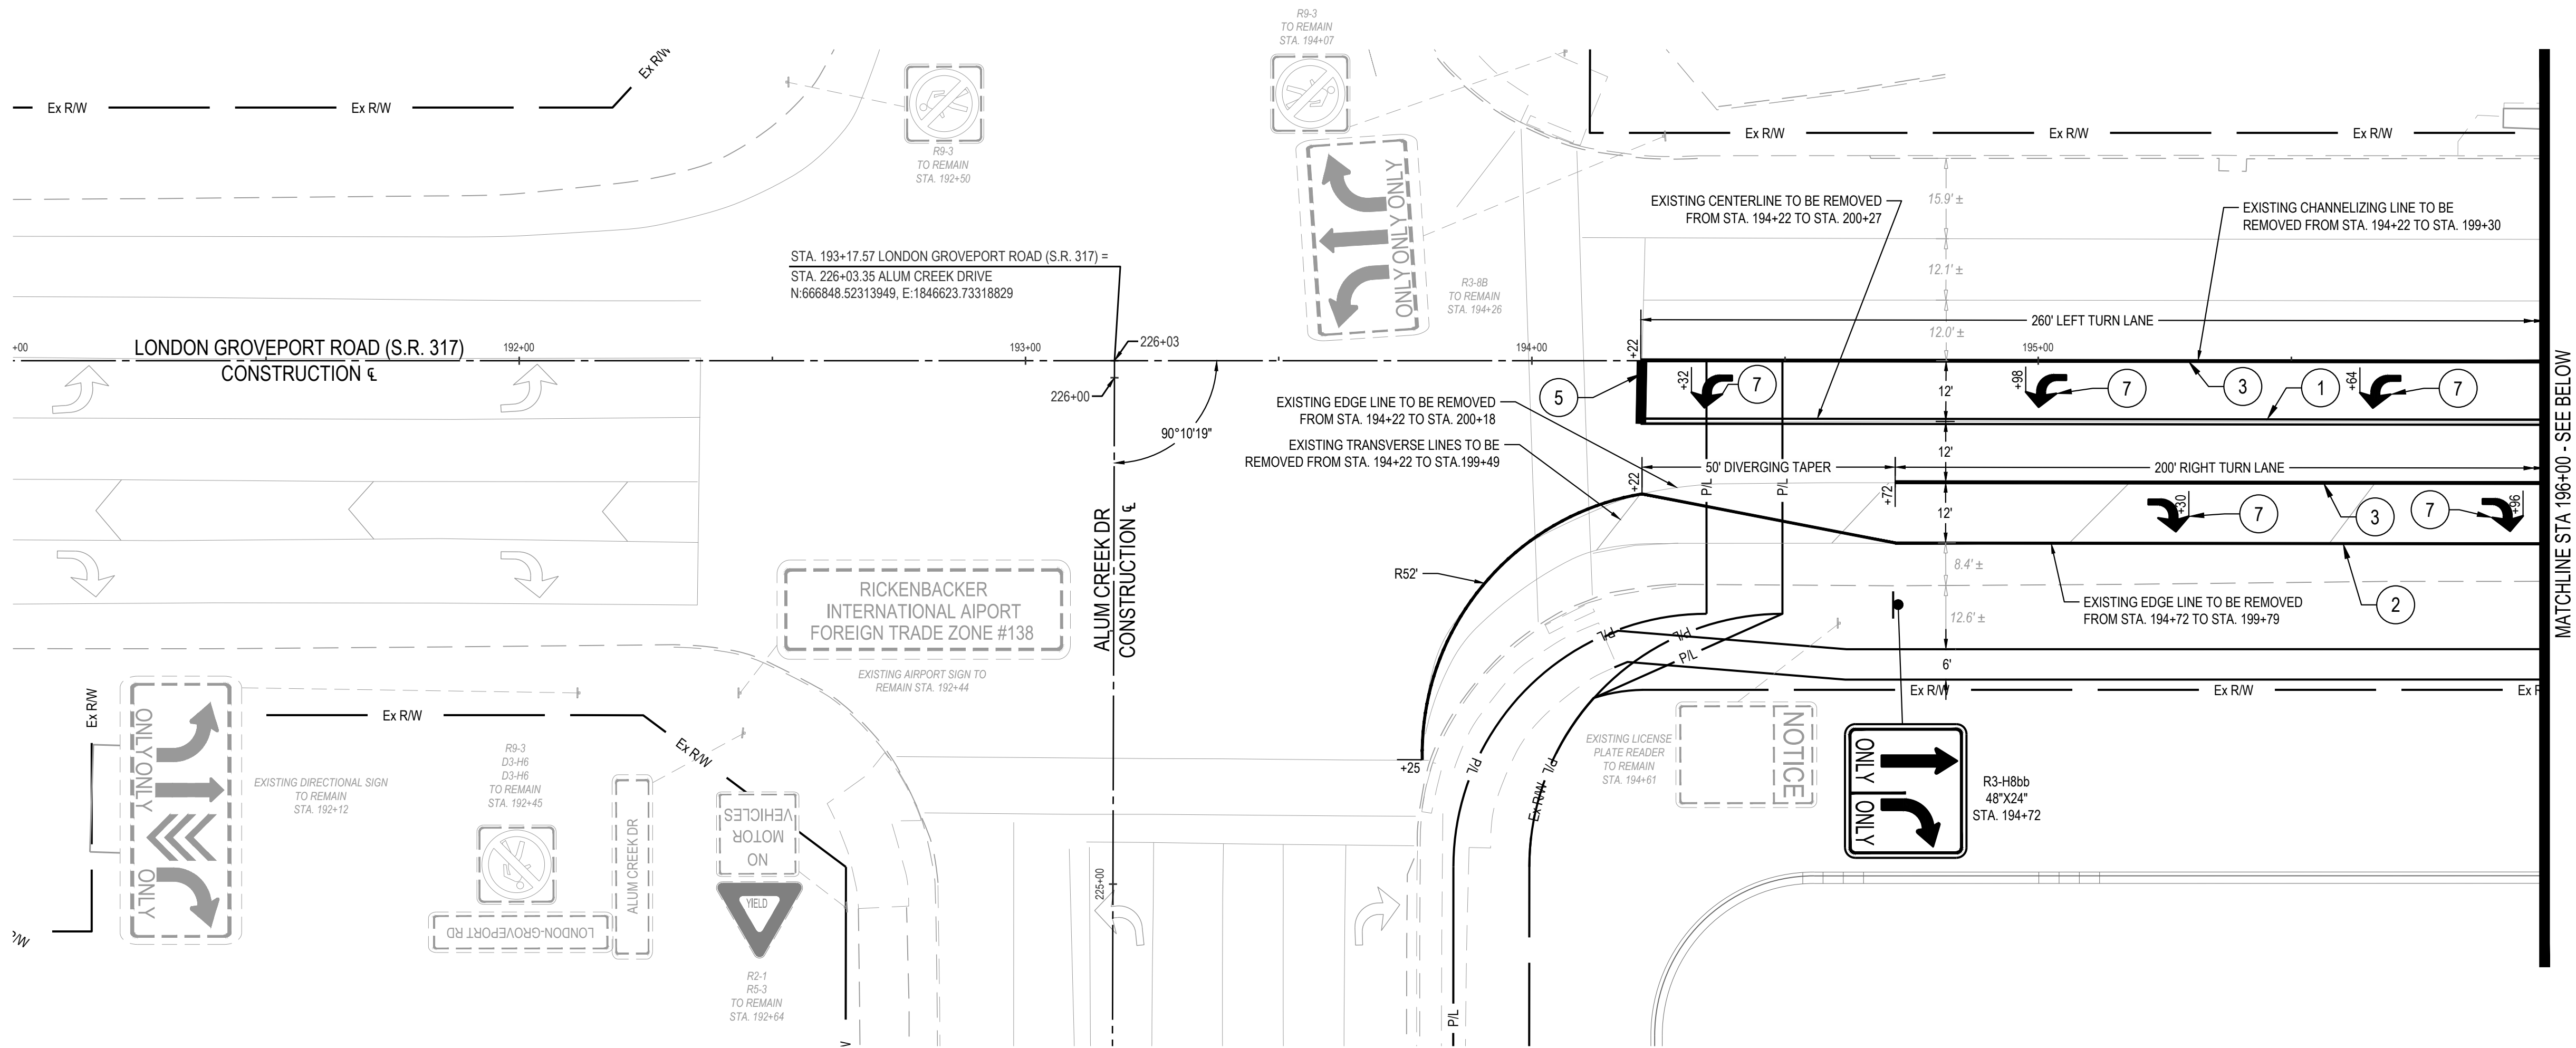 R9-3
TO REMAIN
STA. 194+07
Ex R/W
Ex R/W
Ex R/W
R9-3
TO REMAIN
STA. 192+50
ONLY ONLY ONLY
R3-8B
TO REMAIN
STA. 194+26
Ex R/W
Ex R/W
Ex R/W
EXISTING CENTERLINE TO BE REMOVED
FROM STA. 194+22 TO STA. 200+27
15.9' ±
12.1' ±
12.0' ±
EXISTING CHANNELIZING LINE TO BE
REMOVED FROM STA. 194+22 TO STA. 199+30
STA. 193+17.57 LONDON GROVEPORT ROAD (S.R. 317) =
STA. 226+03.35 ALUM CREEK DRIVE
N:666848.52313949, E:1846623.73318829
260' LEFT TURN LANE
+00
LONDON GROVEPORT ROAD (S.R. 317)
CONSTRUCTION ℄
192+00
193+00
226+03
226+00
90°10'19"
194+00
195+00
+22
+32
7
5
+98
7
3
1
+64
7
12'
12'
12'
EXISTING EDGE LINE TO BE REMOVED
FROM STA. 194+22 TO STA. 200+18
EXISTING TRANSVERSE LINES TO BE
REMOVED FROM STA. 194+22 TO STA.199+49
50' DIVERGING TAPER
200' RIGHT TURN LANE
+22
+72
P/L
P/L
+30
7
3
7
+96
MATCHLINE STA 196+00 - SEE BELOW
ALUM CREEK DR
CONSTRUCTION ℄
R52'
8.4' ±
12.6' ±
6'
EXISTING EDGE LINE TO BE REMOVED
FROM STA. 194+72 TO STA. 199+79
2
RICKENBACKER
INTERNATIONAL AIPORT
FOREIGN TRADE ZONE #138
EXISTING AIRPORT SIGN TO
REMAIN STA. 192+44
P/L
P/L
P/L
Ex R/W
Ex R/W
Ex R
Ex R/W
Ex R/W
Ex R/W
ONLY ONLY
ONLY
EXISTING DIRECTIONAL SIGN
TO REMAIN
STA. 192+12
R9-3
D3-H6
D3-H6
TO REMAIN
STA. 192+45
LONDON-GROVEPORT RD
ALUM CREEK DR
NO
MOTOR
VEHICLES
YIELD
R2-1
R5-3
TO REMAIN
STA. 192+64
225+00
+25
P/L
P/L
Ex R/W
P/L
EXISTING LICENSE
PLATE READER
TO REMAIN
STA. 194+61
NOTICE
ONLY
ONLY
R3-H8bb
48"X24"
STA. 194+72